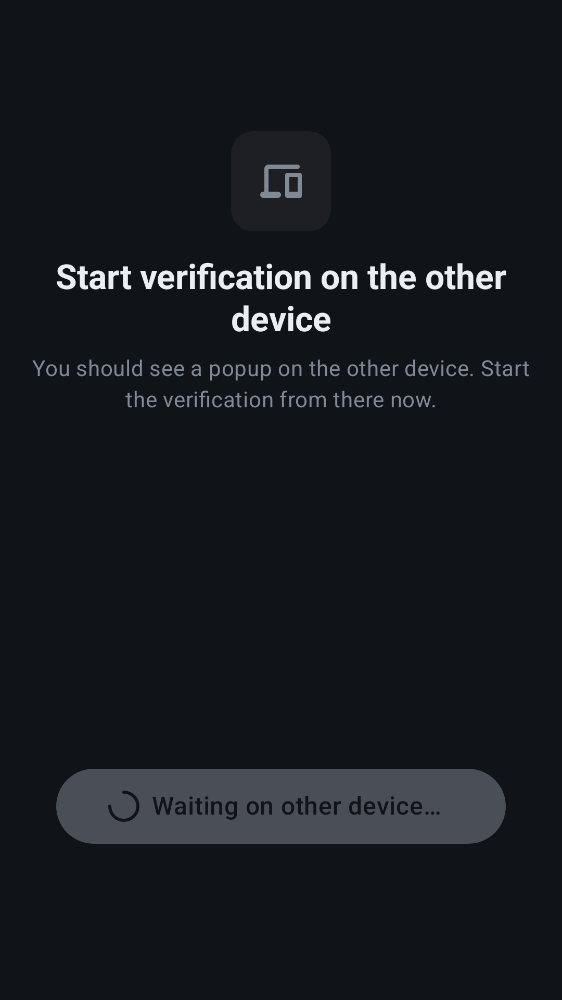 Start verification on the other
device
You should see a popup on the other device. Start
the verification from there now.
Waiting on other device…